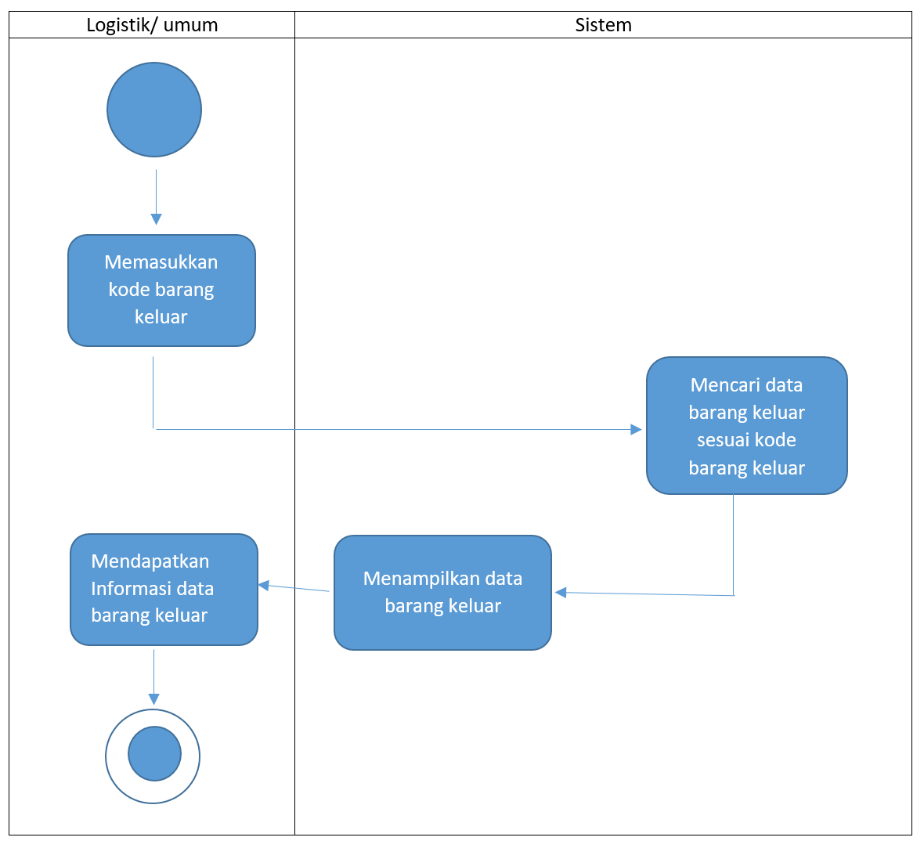 Logistik/ umum
Sistem
Memasukkan
kode barang
keluar
Mencari data
barang keluar
sesuai kode
barang keluar
Menampilkan data
barang keluar
Mendapatkan
Informasi data
barang keluar